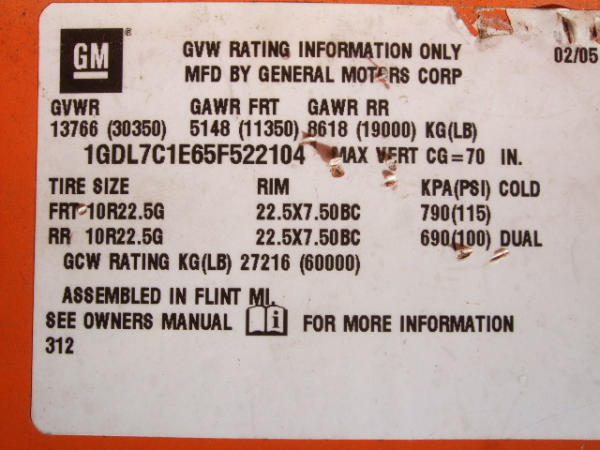 GM ®
GVW RATING INFORMATION ONLY 02/05
MFD BY GENERAL MOTORS CORP
GVWR GAWR FRT GAWR RR
13766 (30350) 5148 (11350) 8618 (19000) KG(LB)
1GDL7C1E65F522104 MAX VERT CG=70 IN.
TIRE SIZE RIM KPA(PSI) COLD
FRT 10R22.5G 22.5X7.50BC 790(115)
RR 10R22.5G 22.5X7.50BC 690(100) DUAL
GCW RATING KG(LB) 27216 (60000)
ASSEMBLED IN FLINT MI.
SEE OWNERS MANUAL i FOR MORE INFORMATION
312